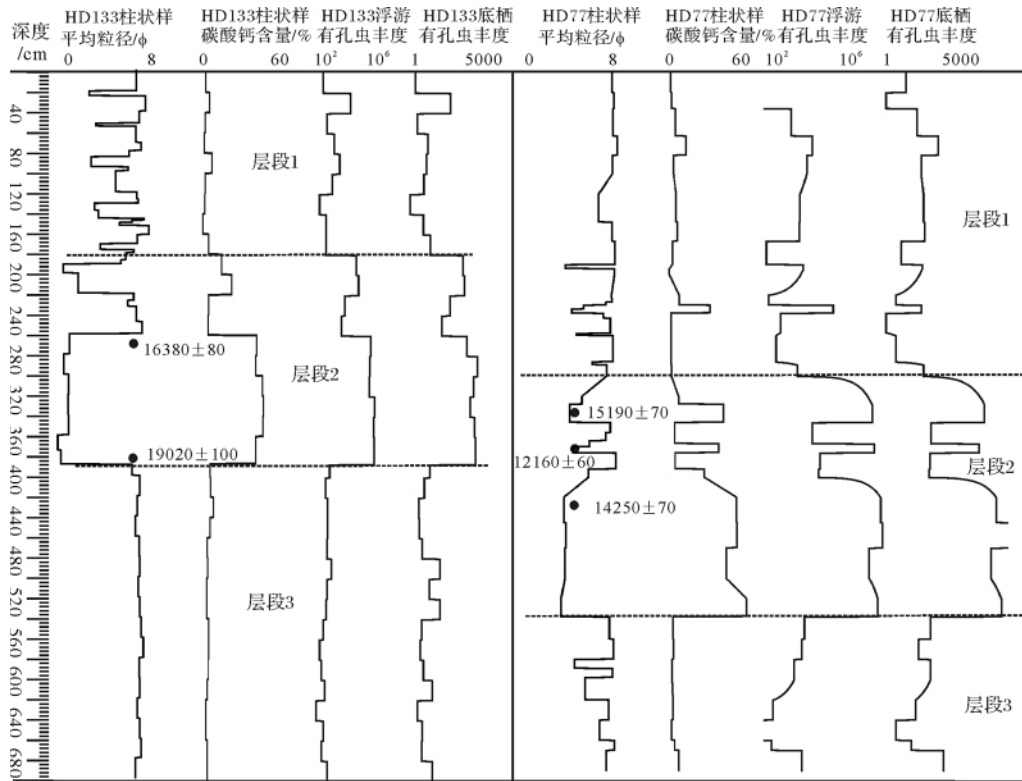 深度
/cm
HD133柱状样
平均粒径/ϕ
0 8
HD133柱状样
碳酸钙含量/%
0 60
HD133浮游
有孔虫丰度
10² 10⁶
HD133底栖
有孔虫丰度
1 5000
HD77柱状样
平均粒径/ϕ
0 8
HD77柱状样
碳酸钙含量/%
0 60
HD77浮游
有孔虫丰度
10² 10⁶
HD77底栖
有孔虫丰度
1 5000
40
80
120
160
200
240
280
320
360
400
440
480
520
560
600
640
680
层段1
16380±80
层段2
19020±100
层段3
层段1
15190±70
12160±60
层段2
14250±70
层段3